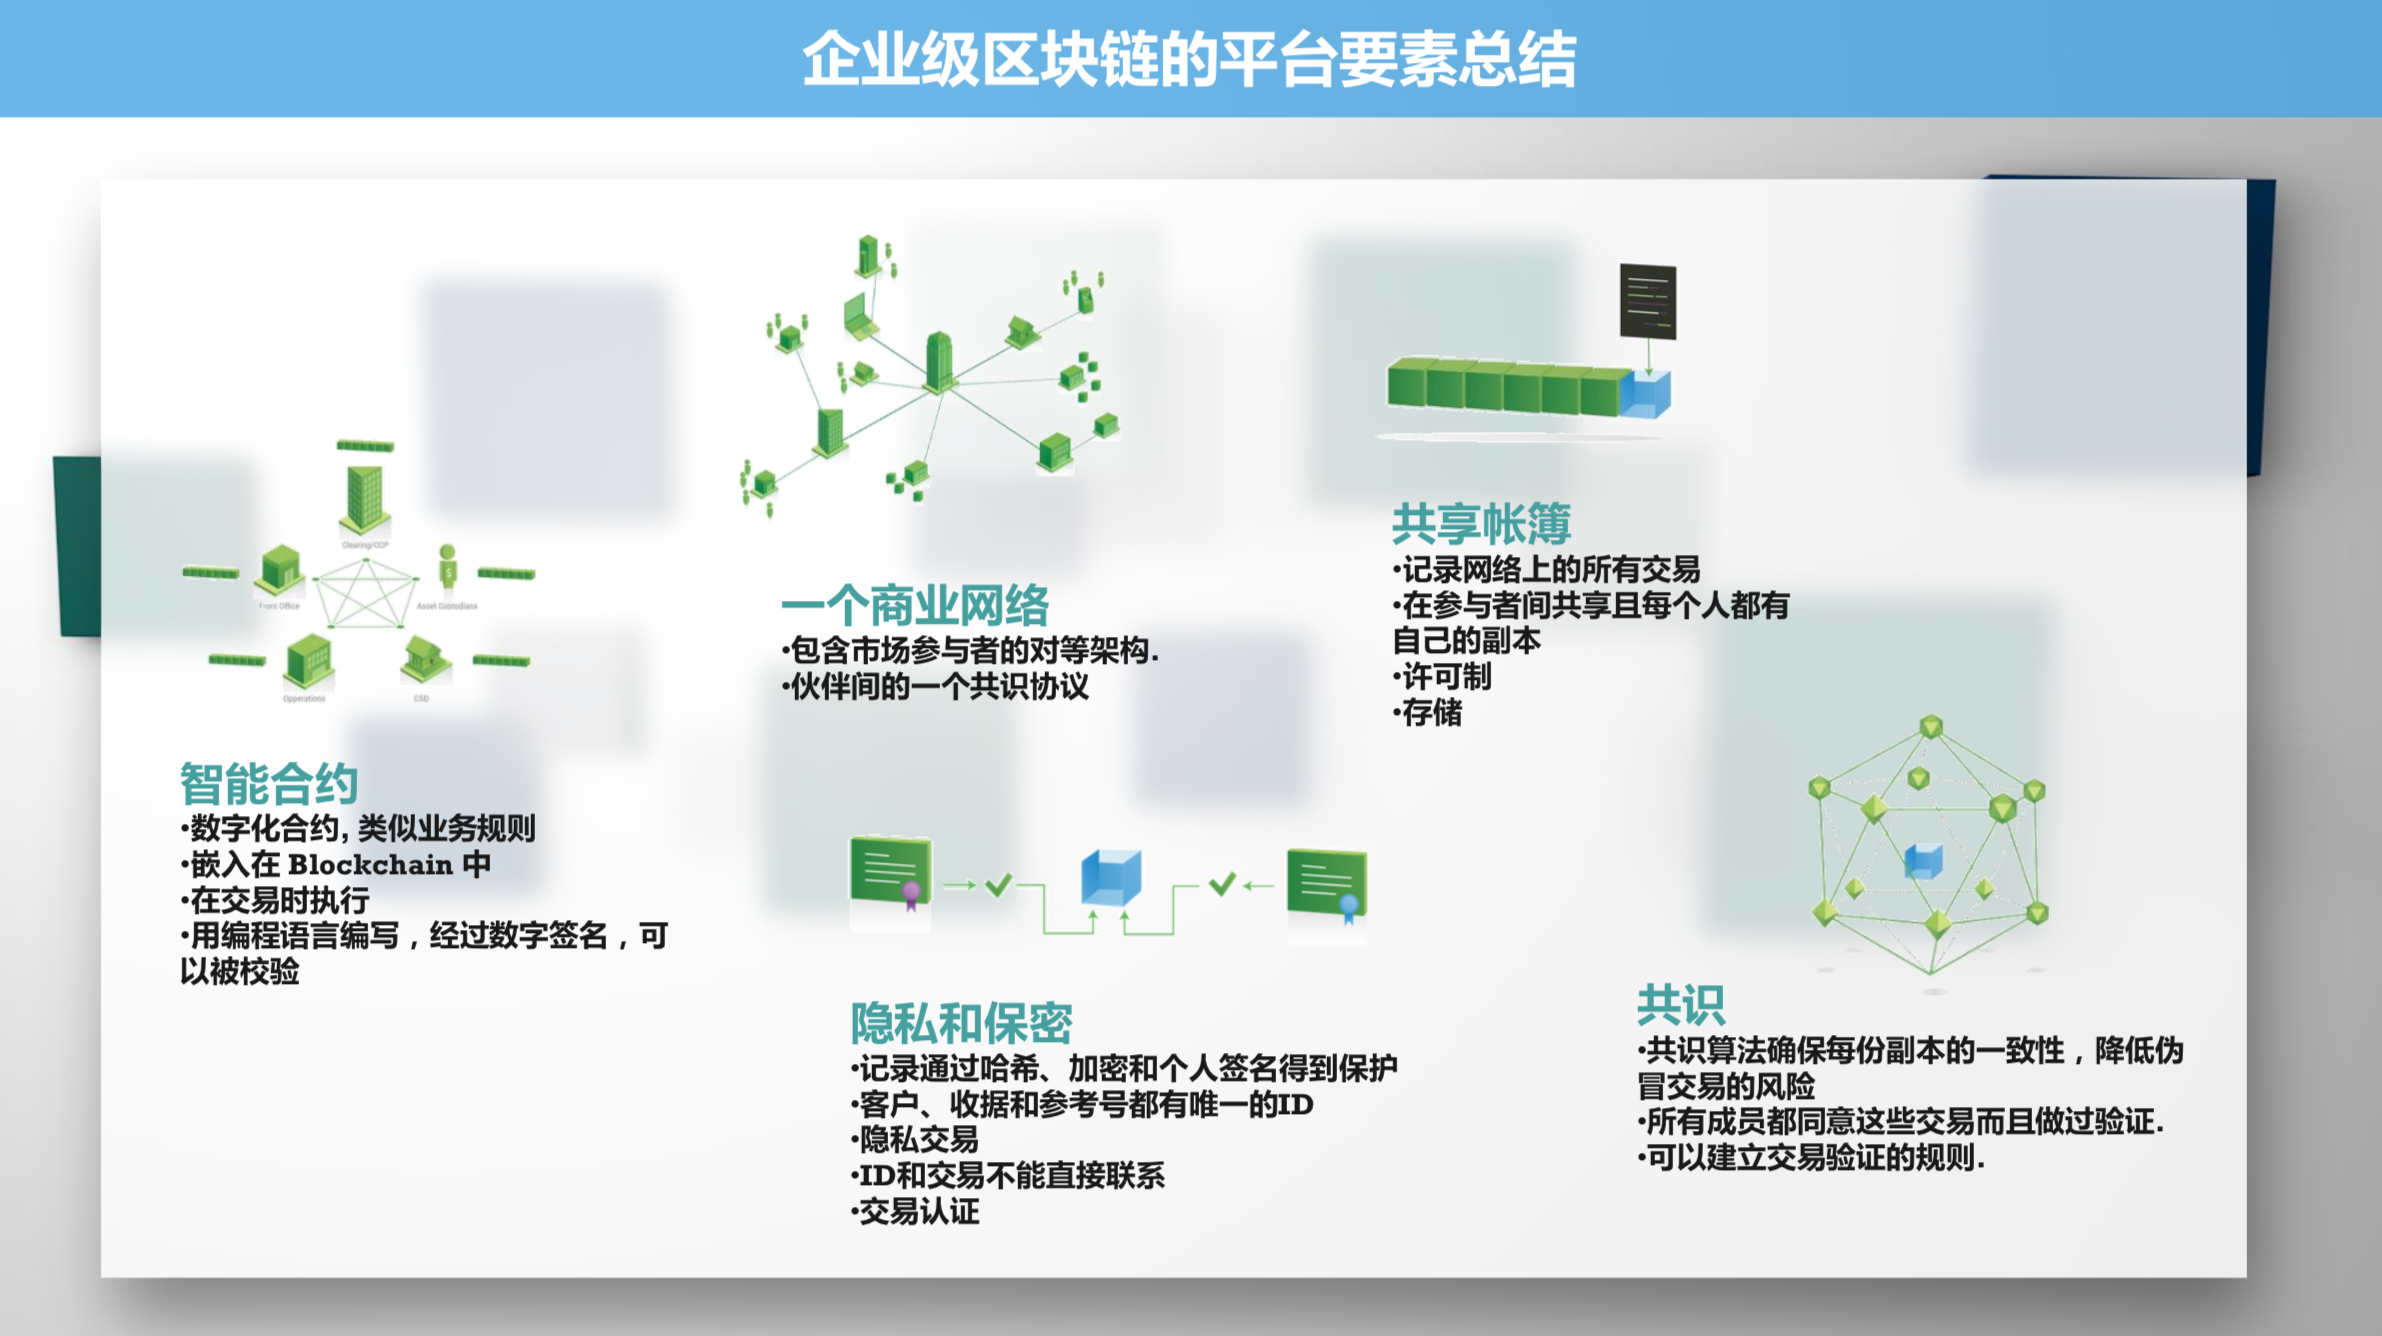 企业级区块链的平台要素总结
Clearing/CCP
Front Office
Asset Custodians
Opperations
CSD
智能合约
•数字化合约, 类似业务规则
•嵌入在 Blockchain 中
•在交易时执行
•用编程语言编写，经过数字签名，可
以被校验
一个商业网络
•包含市场参与者的对等架构.
•伙伴间的一个共识协议
共享帐簿
•记录网络上的所有交易
•在参与者间共享且每个人都有
自己的副本
•许可制
•存储
隐私和保密
•记录通过哈希、加密和个人签名得到保护
•客户、收据和参考号都有唯一的ID
•隐私交易
•ID和交易不能直接联系
•交易认证
共识
•共识算法确保每份副本的一致性，降低伪
冒交易的风险
•所有成员都同意这些交易而且做过验证.
•可以建立交易验证的规则.